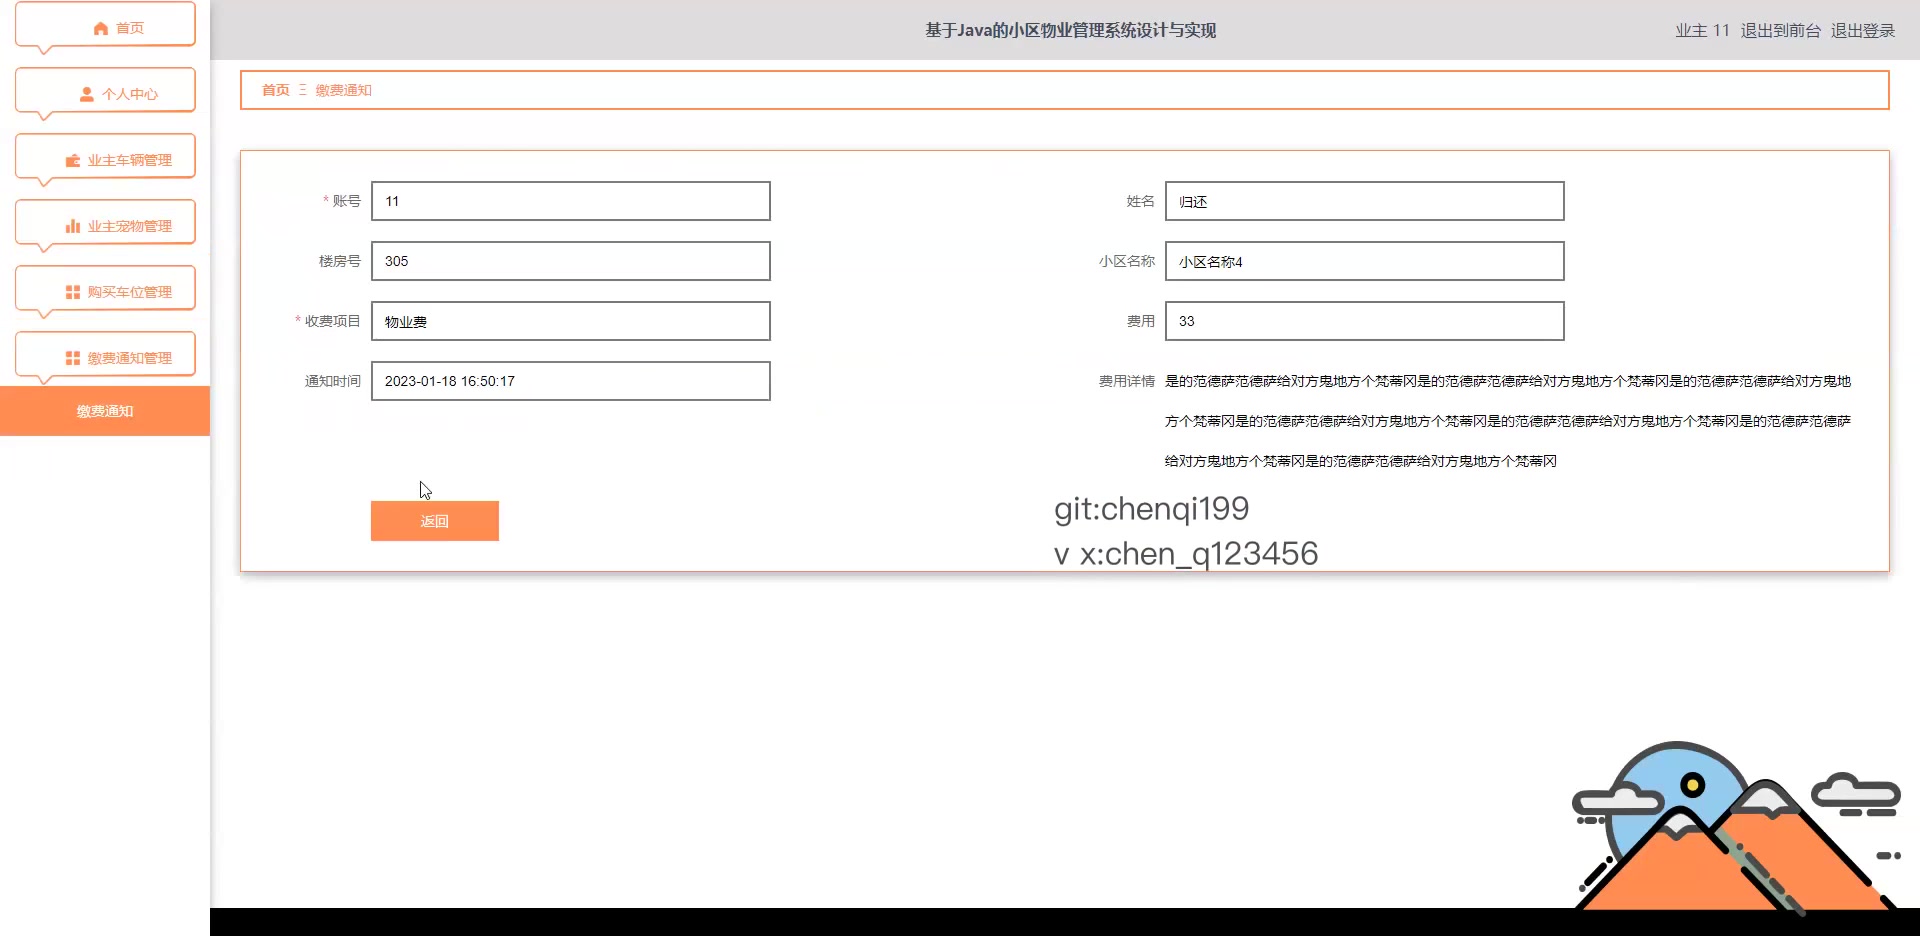 首页
个人中心
业主车辆管理
业主宠物管理
购买车位管理
缴费通知管理
缴费通知
基于Java的小区物业管理系统设计与实现
业主 11 退出到前台 退出登录
首页 Ξ 缴费通知
* 账号 11
姓名 归还
楼房号 305
小区名称 小区名称4
* 收费项目 物业费
费用 33
通知时间 2023-01-18 16:50:17
费用详情 是的范德萨范德萨给对方鬼地方个梵蒂冈是的范德萨范德萨给对方鬼地方个梵蒂冈是的范德萨范德萨给对方鬼地
方个梵蒂冈是的范德萨范德萨给对方鬼地方个梵蒂冈是的范德萨范德萨给对方鬼地方个梵蒂冈是的范德萨范德萨
给对方鬼地方个梵蒂冈是的范德萨范德萨给对方鬼地方个梵蒂冈
返回
git:chenqi199
v x:chen_q123456